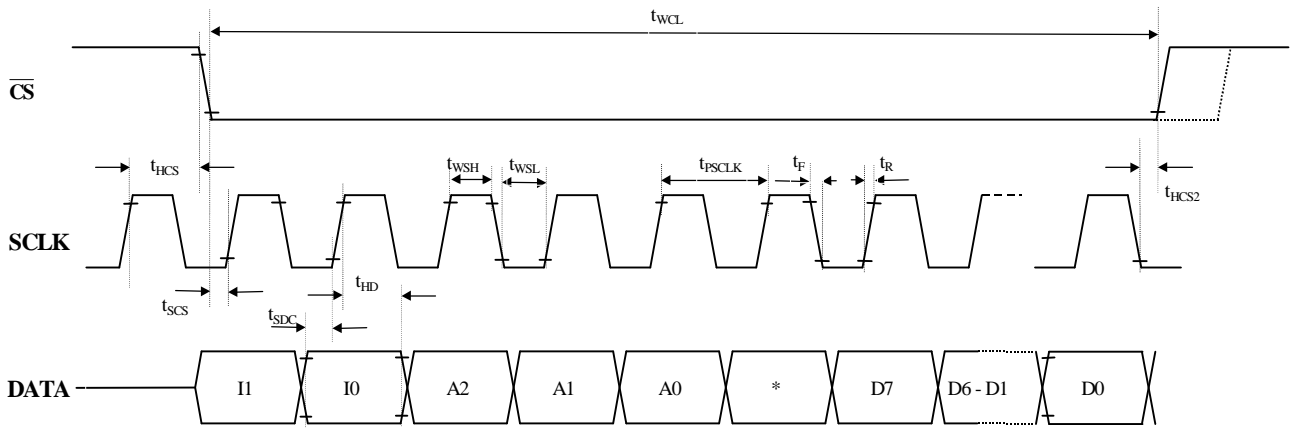 tWCL
CS
tHCS
tWSH
tWSL
tPSCLK
tF
tR
tHCS2
SCLK
tSCS
tHD
tSDC
DATA
I1
I0
A2
A1
A0
*
D7
D6 - D1
D0